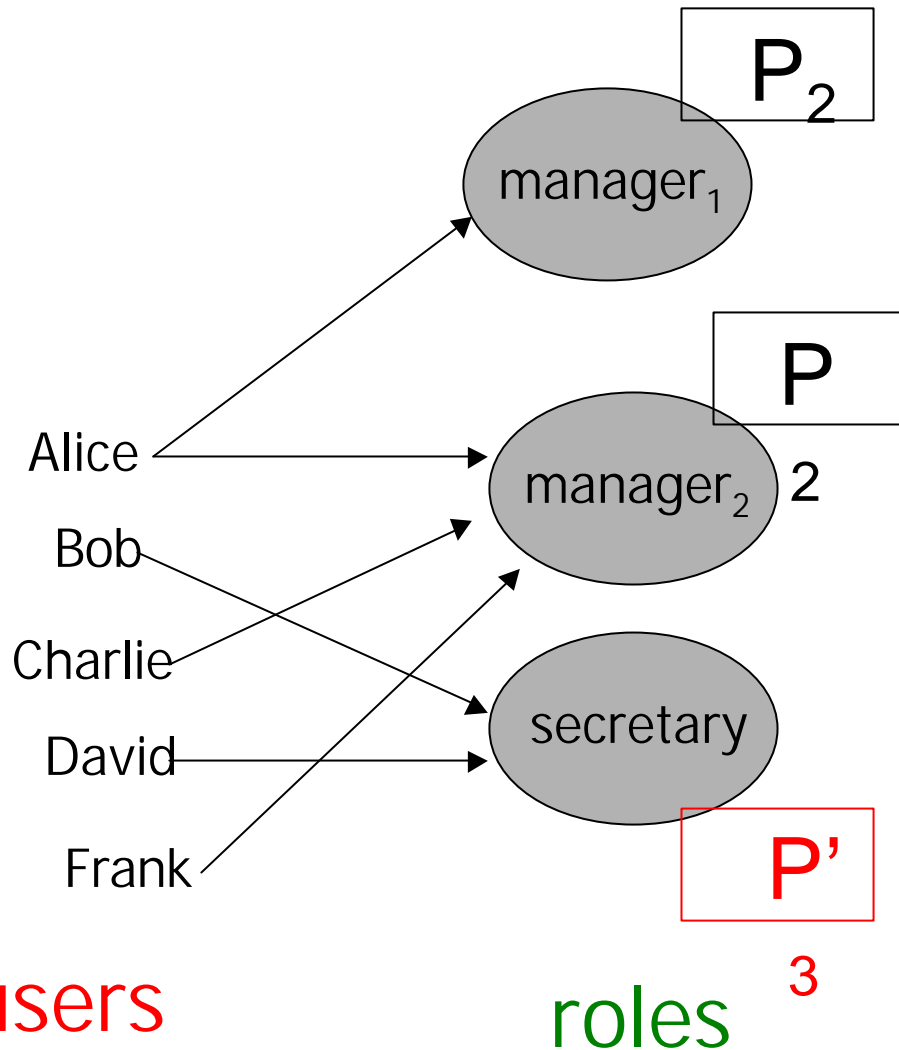 P₂
manager₁
P
Alice
manager₂ 2
Bob
Charlie
secretary
David
Frank
P’
3
users
roles